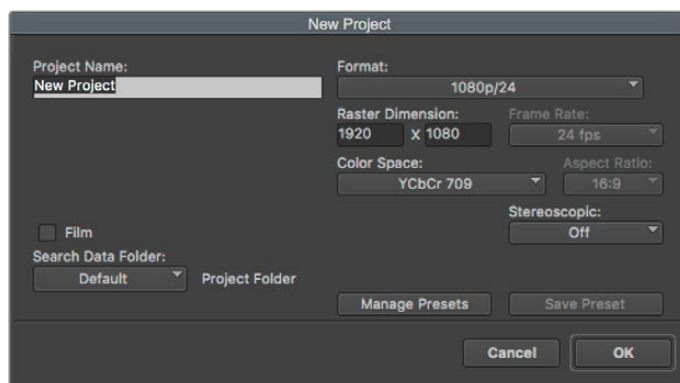 New Project
Project Name:
New Project
Format:
1080p/24
Raster Dimension:
1920 X 1080
Frame Rate:
24 fps
Color Space:
YCbCr 709
Aspect Ratio:
16:9
Stereoscopic:
Off
Film
Search Data Folder:
Default
Project Folder
Manage Presets
Save Preset
Cancel
OK